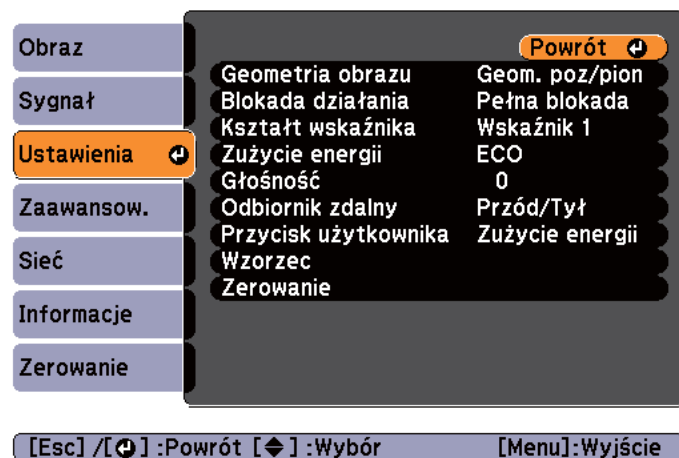 Obraz
Sygnał
Ustawienia
Zaawansow.
Sieć
Informacje
Zerowanie
Powrót
Geometria obrazu Geom. poz/pion
Blokada działania Pełna blokada
Kształt wskaźnika Wskaźnik 1
Zużycie energii ECO
Głośność 0
Odbiornik zdalny Przód/Tył
Przycisk użytkownika Zużycie energii
Wzorzec
Zerowanie
[Esc] /[⏎] :Powrót [◆] :Wybór [Menu]:Wyjście